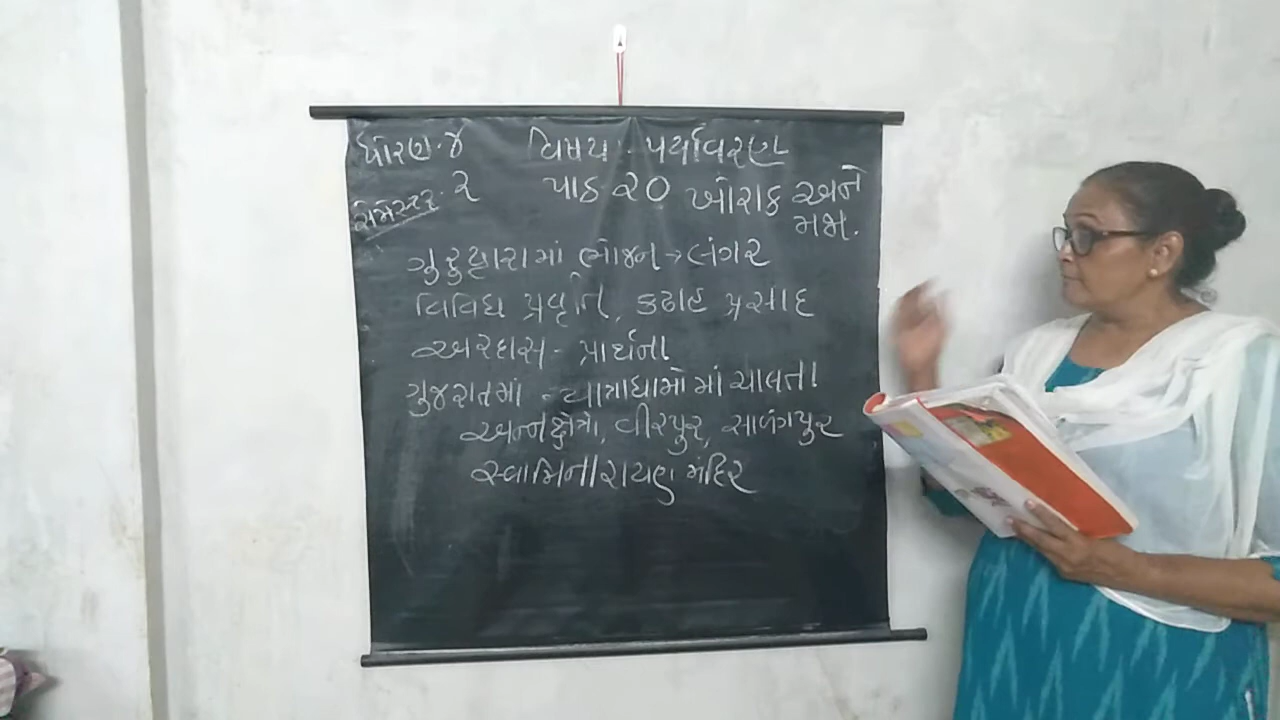 ધોરણ. ૪ વિષય : પર્યાવરણ
સેમેસ્ટર. ૨ પાઠ ૨૦ ખોરાક અને
મજા.
ગુરુદ્વારામાં ભોજન → લંગર
વિવિધ પ્રવૃત્તિ, કઢાહ પ્રસાદ
અરદાસ - પ્રાર્થના
ગુજરાતમાં - યાત્રાધામોમાં ચાલતા
અન્નક્ષેત્રો, વીરપુર, સાળંગપુર
સ્વામિનારાયણ મંદિર